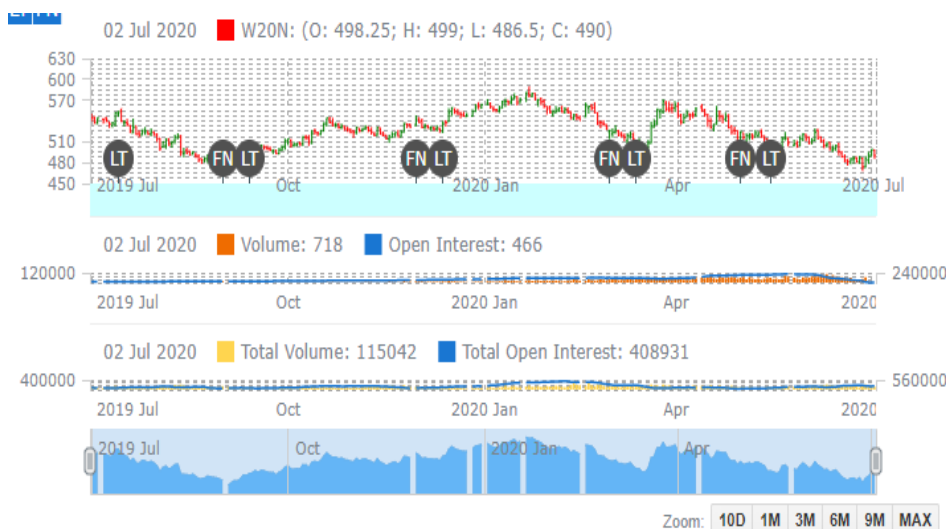 02 Jul 2020 W20N: (O: 498.25; H: 499; L: 486.5; C: 490)
630
600
570
510
480
450
LT FN LT FN LT FN LT FN LT
2019 Jul Oct 2020 Jan Apr 2020 Jul
02 Jul 2020 Volume: 718 Open Interest: 466
120000 240000
2019 Jul Oct 2020 Jan Apr 2020
02 Jul 2020 Total Volume: 115042 Total Open Interest: 408931
400000 560000
2019 Jul Oct 2020 Jan Apr 2020
2019 Jul Oct 2020 Jan Apr
Zoom: 10D 1M 3M 6M 9M MAX